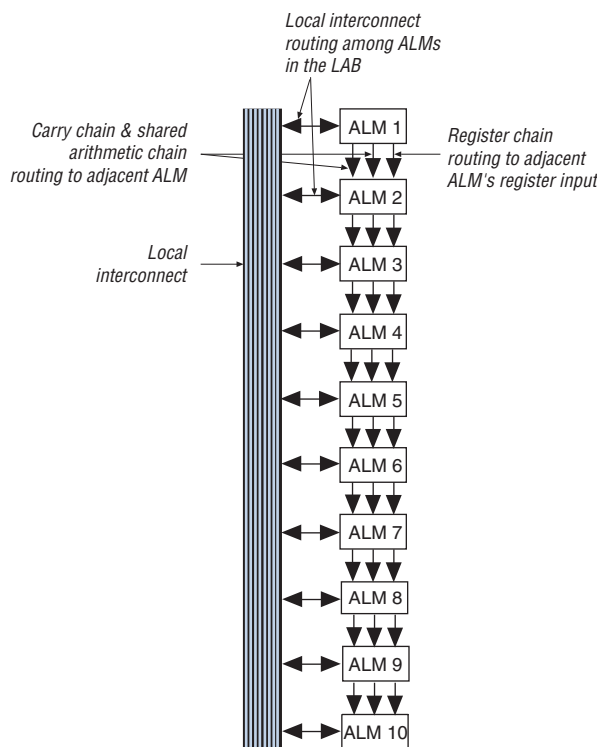 Local interconnect
routing among ALMs
in the LAB
Carry chain & shared
arithmetic chain
routing to adjacent ALM
Register chain
routing to adjacent
ALM's register input
Local
interconnect
ALM 1
ALM 2
ALM 3
ALM 4
ALM 5
ALM 6
ALM 7
ALM 8
ALM 9
ALM 10